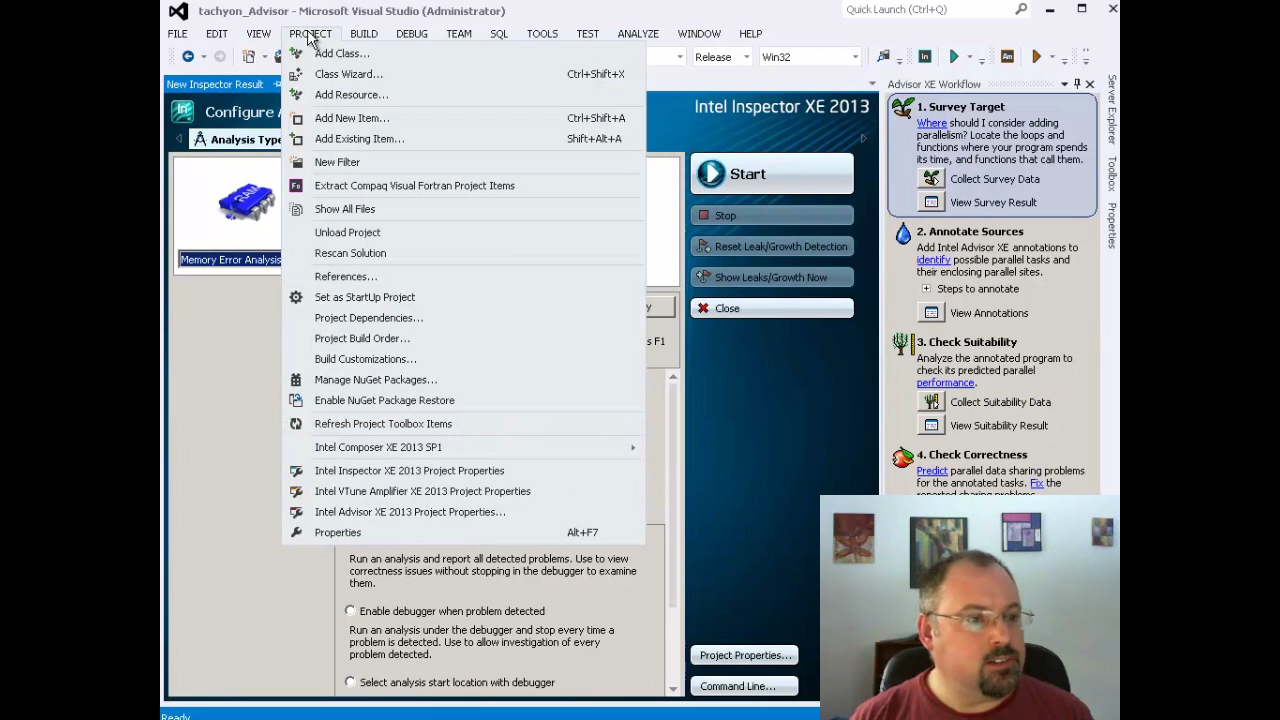 tachyon_Advisor - Microsoft Visual Studio (Administrator)
Quick Launch (Ctrl+Q)
FILE EDIT VIEW PROJECT BUILD DEBUG TEAM SQL TOOLS TEST ANALYZE WINDOW HELP
Release
Win32
New Inspector Result
Configure
Analysis Type
Memory Error Analysis
Add Class...
Class Wizard... Ctrl+Shift+X
Add Resource...
Add New Item... Ctrl+Shift+A
Add Existing Item... Shift+Alt+A
New Filter
Extract Compaq Visual Fortran Project Items
Show All Files
Unload Project
Rescan Solution
References...
Set as StartUp Project
Project Dependencies...
Project Build Order...
Build Customizations...
Manage NuGet Packages...
Enable NuGet Package Restore
Refresh Project Toolbox Items
Intel Composer XE 2013 SP1
Intel Inspector XE 2013 Project Properties
Intel VTune Amplifier XE 2013 Project Properties
Intel Advisor XE 2013 Project Properties...
Properties Alt+F7
F1
Run an analysis and report all detected problems. Use to view
correctness issues without stopping in the debugger to examine
them.
Enable debugger when problem detected
Run an analysis under the debugger and stop every time a
problem is detected. Use to allow investigation of every
problem detected.
Select analysis start location with debugger
Intel Inspector XE 2013
Start
Stop
Reset Leak/Growth Detection
Show Leaks/Growth Now
Close
Project Properties...
Command Line...
Advisor XE Workflow
1. Survey Target
Where should I consider adding
parallelism? Locate the loops and
functions where your program spends
its time, and functions that call them.
Collect Survey Data
View Survey Result
2. Annotate Sources
Add Intel Advisor XE annotations to
identify possible parallel tasks and
their enclosing parallel sites.
Steps to annotate
View Annotations
3. Check Suitability
Analyze the annotated program to
check its predicted parallel
performance.
Collect Suitability Data
View Suitability Result
4. Check Correctness
Predict parallel data sharing problems
for the annotated tasks. Fix the
Server Explorer
Toolbox
Properties
Ready